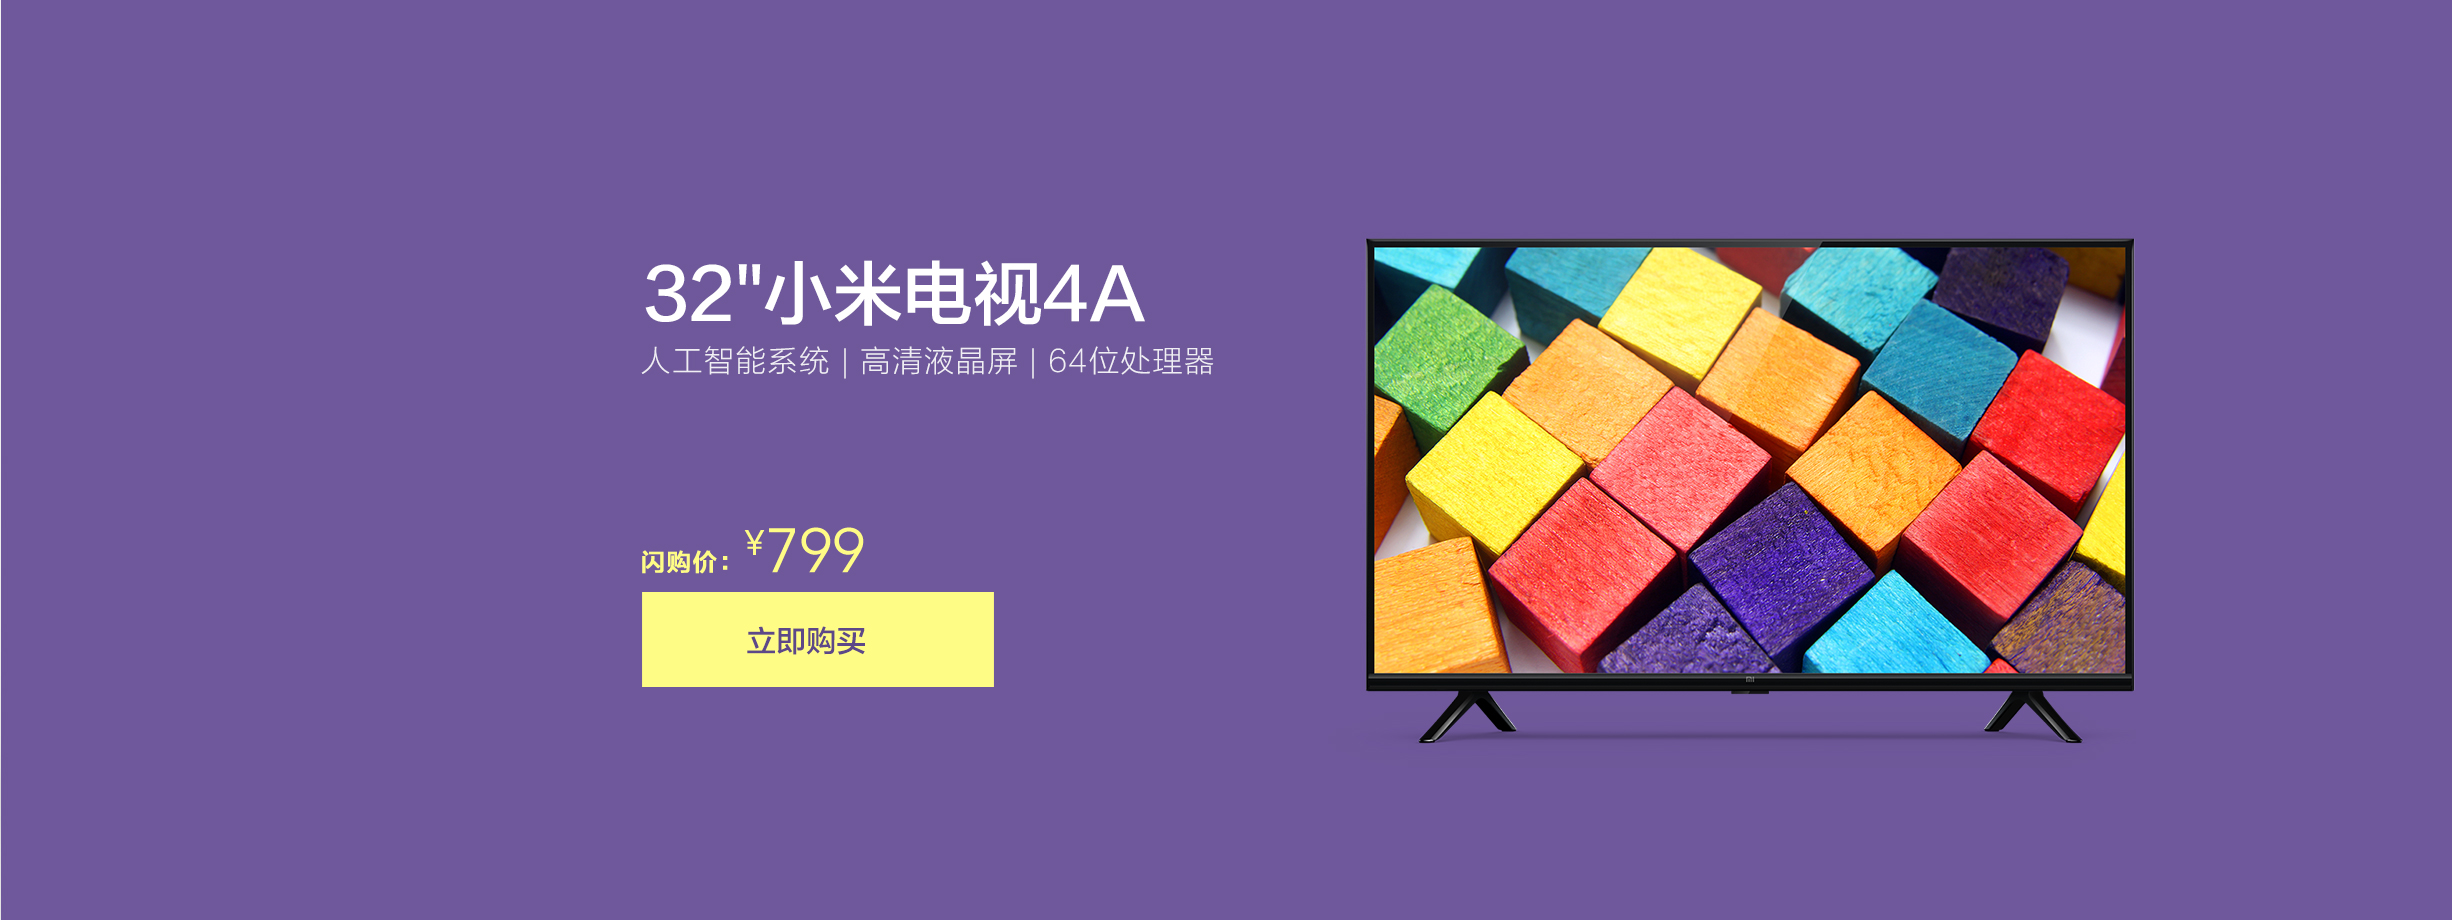 32"小米电视4A
人工智能系统 | 高清液晶屏 | 64位处理器
闪购价：¥799
立即购买
mi